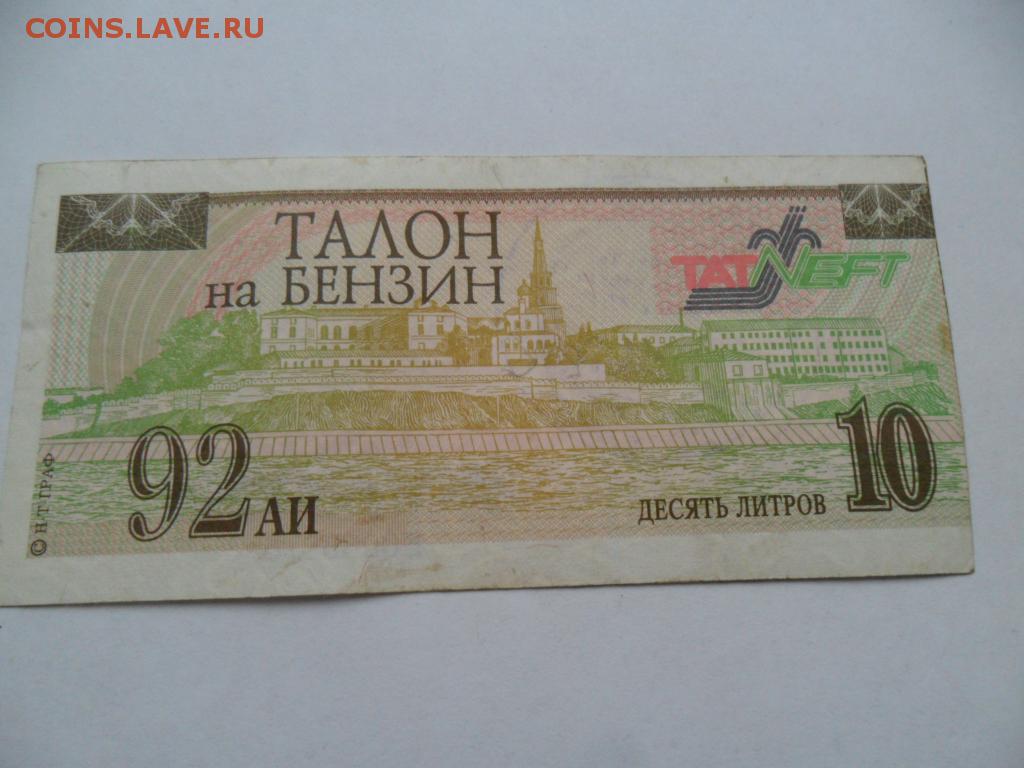 COINS.LAVE.RU
ТАЛОН
на БЕНЗИН
TATNEFT
92 АИ
ДЕСЯТЬ ЛИТРОВ 10
© Н.Т.ГРАФ